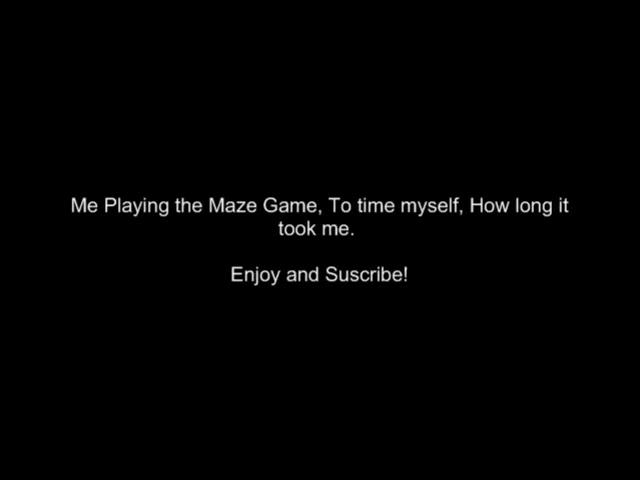 Me Playing the Maze Game, To time myself, How long it
took me.
Enjoy and Suscribe!